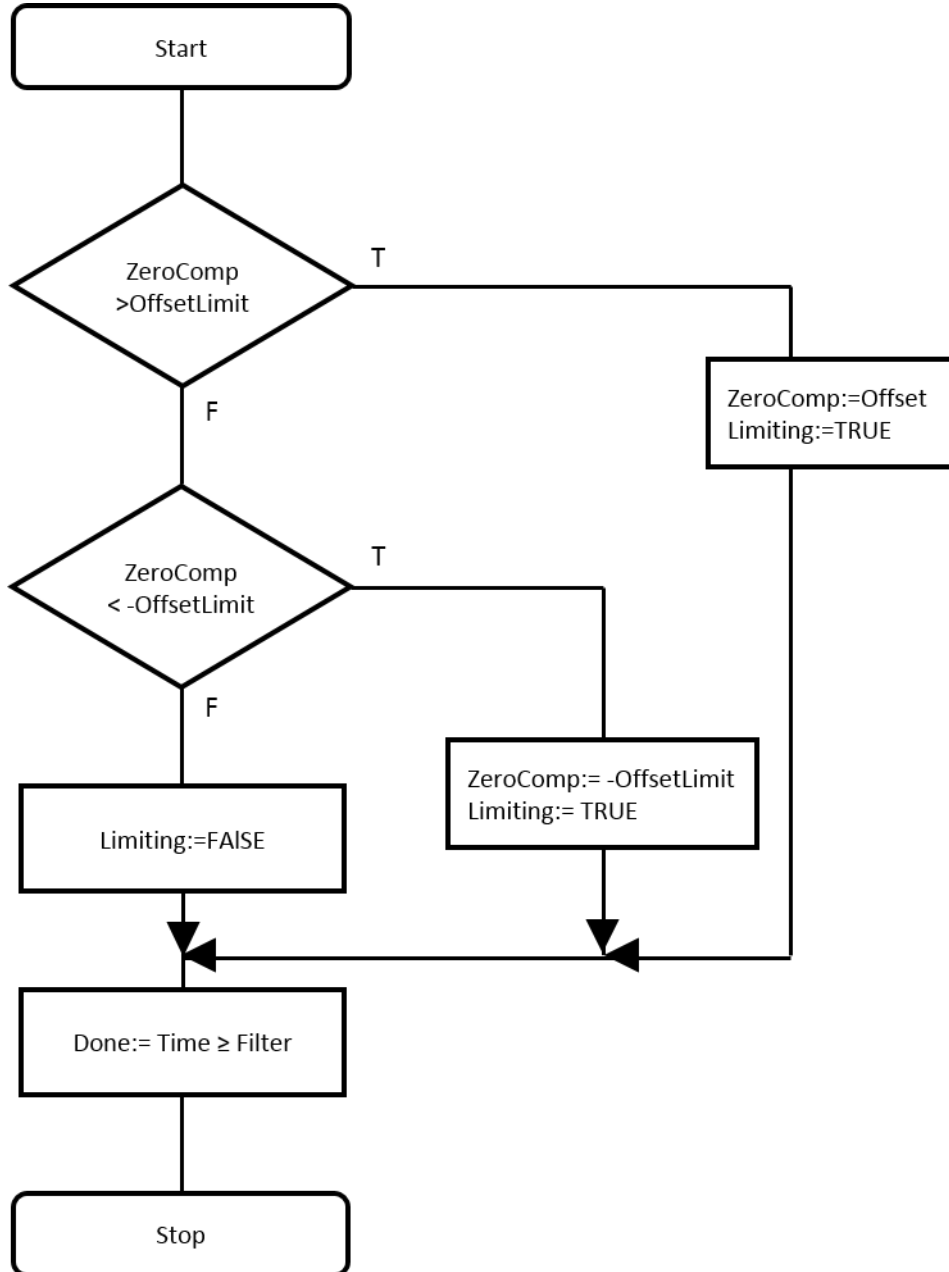 Start
ZeroComp
>OffsetLimit
T
F
ZeroComp:=Offset
Limiting:=TRUE
ZeroComp
< -OffsetLimit
T
F
ZeroComp:= -OffsetLimit
Limiting:= TRUE
Limiting:=FAlSE
Done:= Time ≥ Filter
Stop